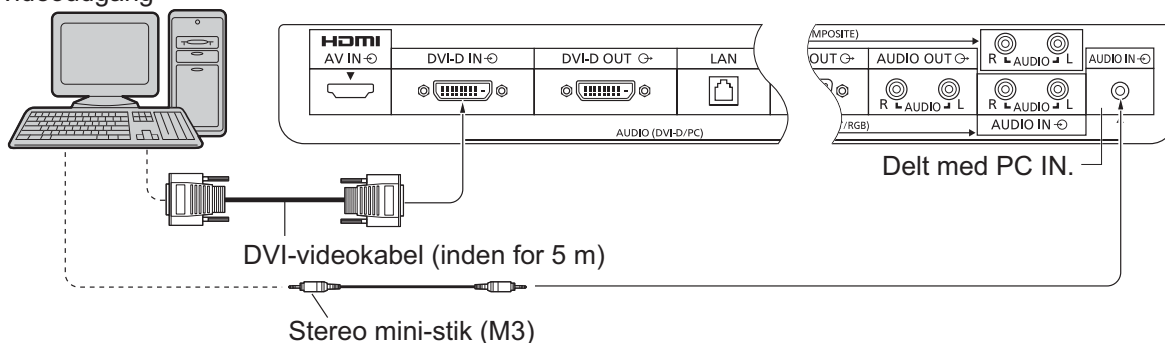 HDMI
AV IN
DVI-D IN
DVI-D OUT
LAN
AUDIO (DVI-D/PC)
MPOSITE)
OUT
AUDIO OUT
R AUDIO L
R AUDIO L
R AUDIO L
/RGB)
AUDIO IN
AUDIO IN
Delt med PC IN.
DVI-videokabel (inden for 5 m)
Stereo mini-stik (M3)